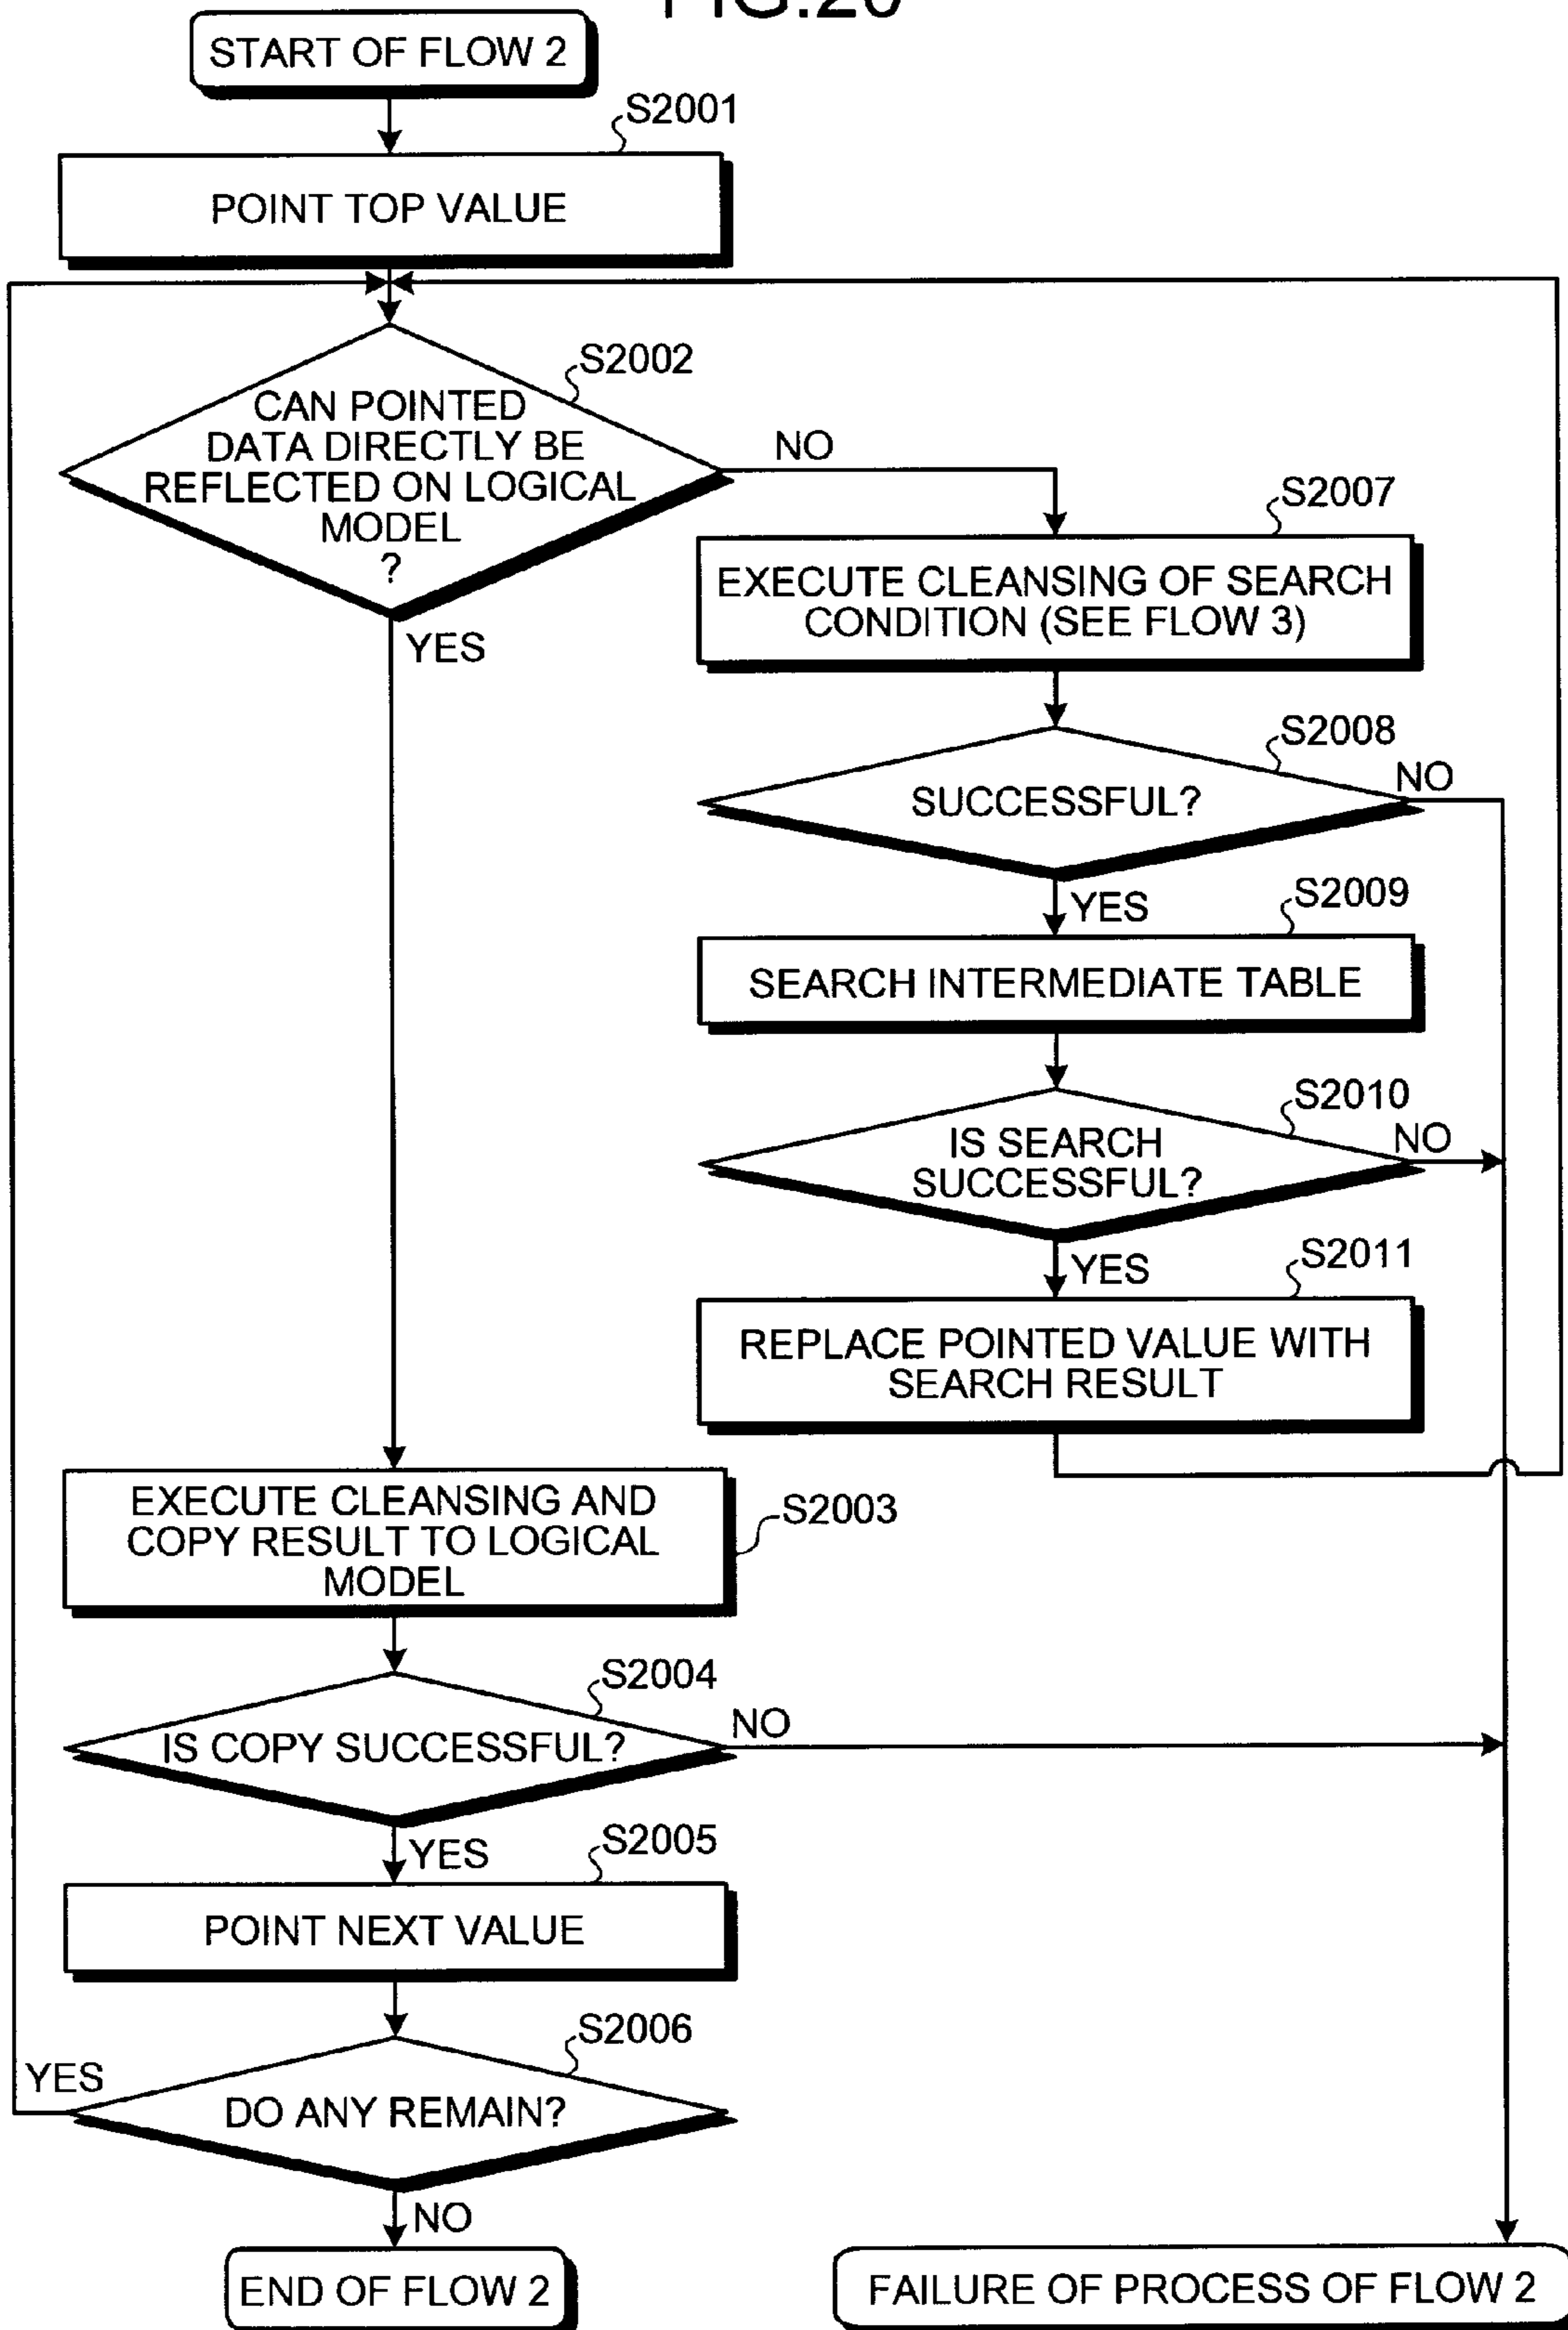 FIG.20
START OF FLOW 2
S2001
POINT TOP VALUE
S2002
CAN POINTED
DATA DIRECTLY BE
REFLECTED ON LOGICAL
MODEL
?
NO
YES
S2007
EXECUTE CLEANSING OF SEARCH
CONDITION (SEE FLOW 3)
S2008
SUCCESSFUL?
NO
YES
S2009
SEARCH INTERMEDIATE TABLE
S2010
IS SEARCH
SUCCESSFUL?
NO
YES
S2011
REPLACE POINTED VALUE WITH
SEARCH RESULT
EXECUTE CLEANSING AND
COPY RESULT TO LOGICAL
MODEL
S2003
S2004
IS COPY SUCCESSFUL?
NO
YES
S2005
POINT NEXT VALUE
S2006
YES
DO ANY REMAIN?
NO
END OF FLOW 2
FAILURE OF PROCESS OF FLOW 2